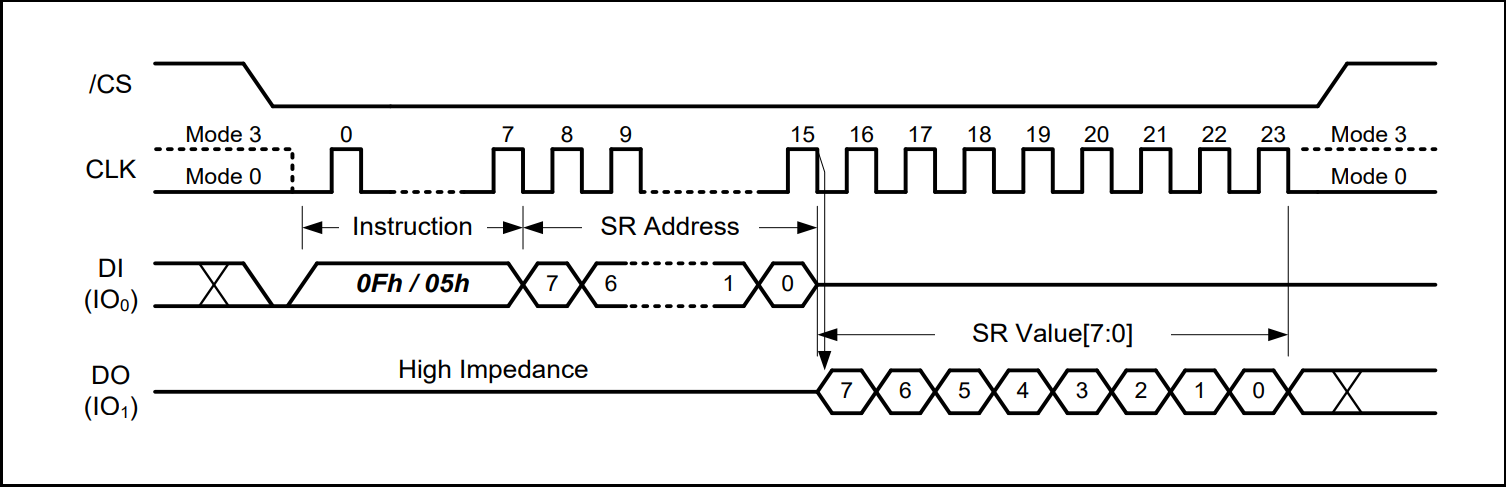 /CS
Mode 3 0 7 8 9 15 16 17 18 19 20 21 22 23 Mode 3
CLK
Mode 0 Mode 0
Instruction SR Address
DI
(IO₀)
0Fh / 05h 7 6 1 0
SR Value[7:0]
High Impedance
DO
(IO₁)
7 6 5 4 3 2 1 0